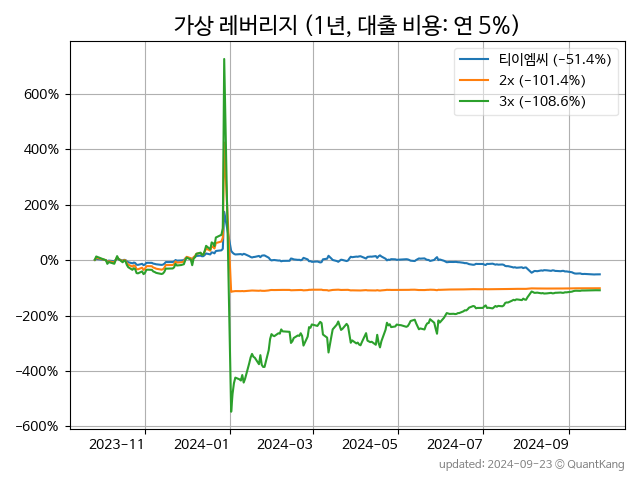 가상 레버리지 (1년, 대출 비용: 연 5%)
티이엠씨 (-51.4%)
2x (-101.4%)
3x (-108.6%)
600%
400%
200%
0%
-200%
-400%
-600%
2023-11 2024-01 2024-03 2024-05 2024-07 2024-09
updated: 2024-09-23 © QuantKang